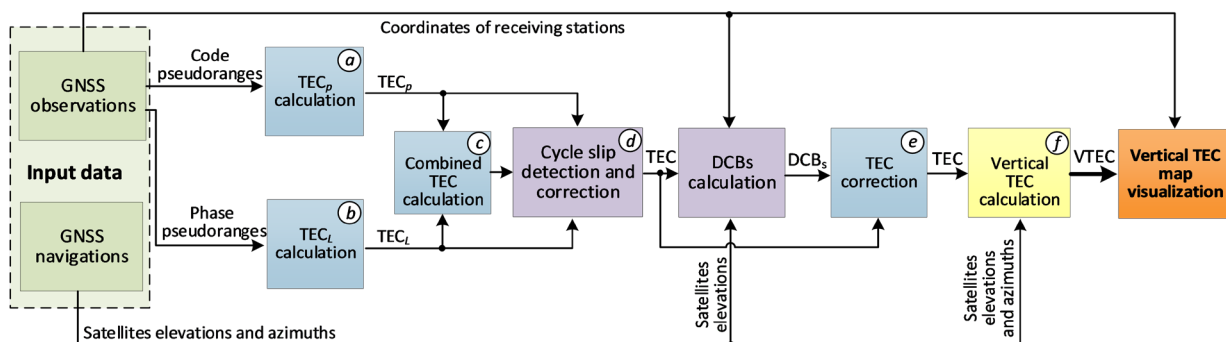 Coordinates of receiving stations
Input data
GNSS
observations
GNSS
navigations
Code
pseudoranges
Phase
pseudoranges
Satellites elevations and azimuths
a
TECp
calculation
TECp
b
TECL
calculation
TECL
c
Combined
TEC
calculation
d
Cycle slip
detection and
correction
TEC
DCBs
calculation
DCBs
Satellites
elevations
e
TEC
correction
TEC
f
Vertical
TEC
calculation
Satellites
elevations
and azimuths
VTEC
Vertical TEC
map
visualization